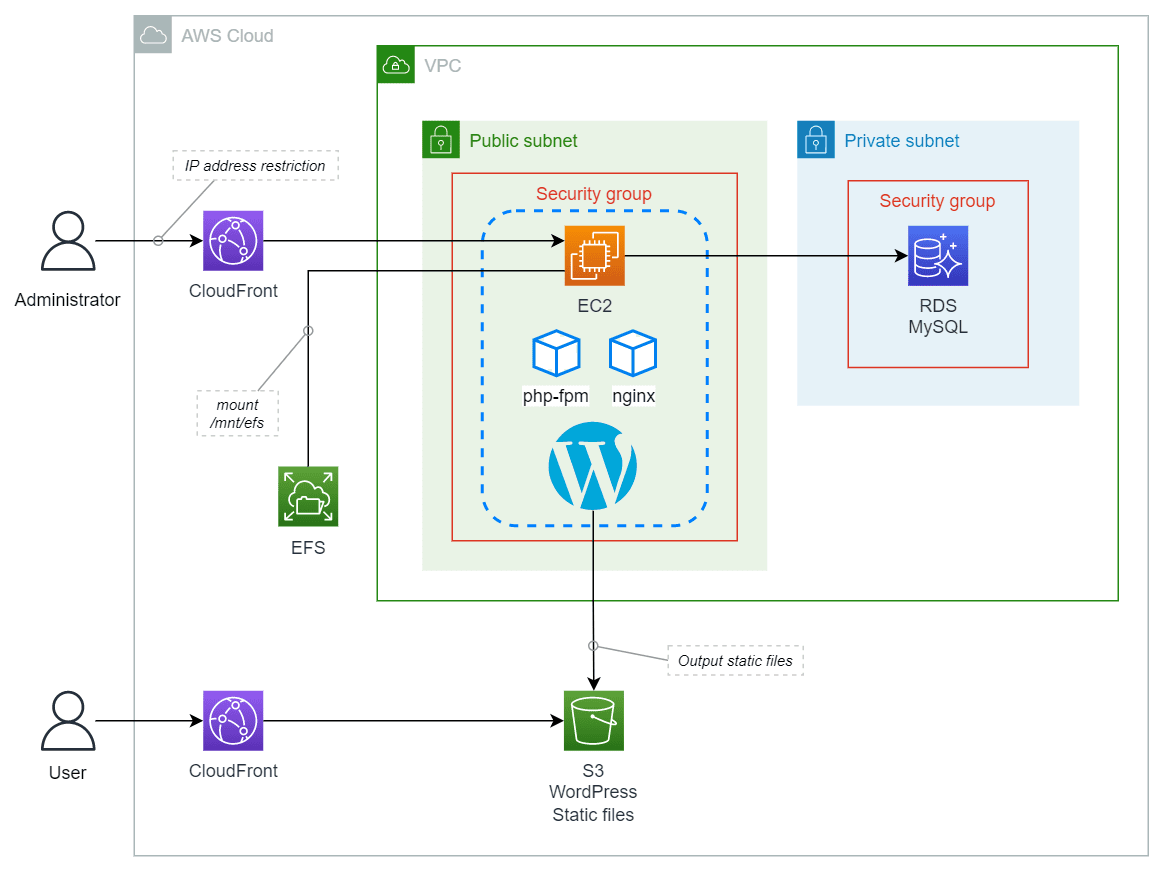 AWS Cloud
VPC
Public subnet
Private subnet
IP address restriction
Security group
Security group
Administrator
CloudFront
EC2
RDS
MySQL
php-fpm
nginx
mount
/mnt/efs
EFS
Output static files
User
CloudFront
S3
WordPress
Static files